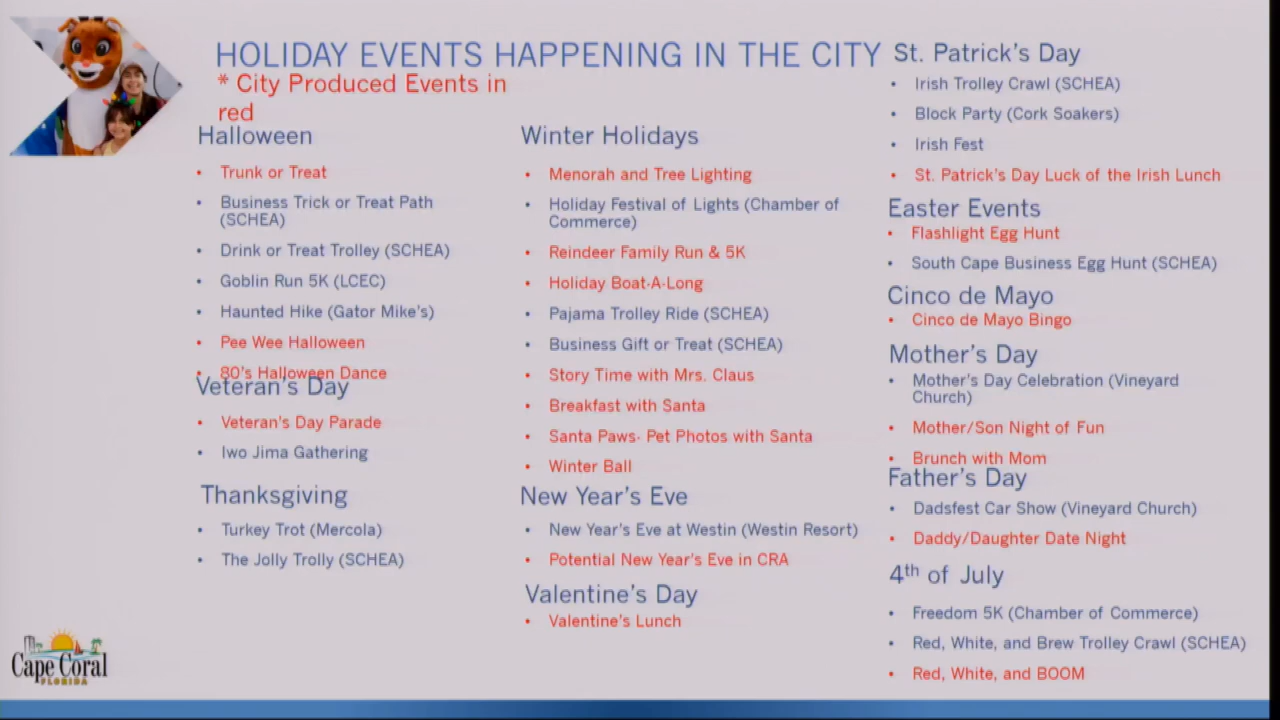 HOLIDAY EVENTS HAPPENING IN THE CITY
* City Produced Events in
red
Halloween
• Trunk or Treat
• Business Trick or Treat Path
(SCHEA)
• Drink or Treat Trolley (SCHEA)
• Goblin Run 5K (LCEC)
• Haunted Hike (Gator Mike's)
• Pee Wee Halloween
• 80's Halloween Dance
Veteran's Day
• Veteran's Day Parade
• Iwo Jima Gathering
Thanksgiving
• Turkey Trot (Mercola)
• The Jolly Trolly (SCHEA)
Winter Holidays
• Menorah and Tree Lighting
• Holiday Festival of Lights (Chamber of
Commerce)
• Reindeer Family Run & 5K
• Holiday Boat-A-Long
• Pajama Trolley Ride (SCHEA)
• Business Gift or Treat (SCHEA)
• Story Time with Mrs. Claus
• Breakfast with Santa
• Santa Paws- Pet Photos with Santa
• Winter Ball
New Year's Eve
• New Year's Eve at Westin (Westin Resort)
• Potential New Year's Eve in CRA
Valentine's Day
• Valentine's Lunch
St. Patrick's Day
• Irish Trolley Crawl (SCHEA)
• Block Party (Cork Soakers)
• Irish Fest
• St. Patrick's Day Luck of the Irish Lunch
Easter Events
• Flashlight Egg Hunt
• South Cape Business Egg Hunt (SCHEA)
Cinco de Mayo
• Cinco de Mayo Bingo
Mother's Day
• Mother's Day Celebration (Vineyard
Church)
• Mother/Son Night of Fun
• Brunch with Mom
Father's Day
• Dadsfest Car Show (Vineyard Church)
• Daddy/Daughter Date Night
4th of July
• Freedom 5K (Chamber of Commerce)
• Red, White, and Brew Trolley Crawl (SCHEA)
• Red, White, and BOOM
Cape Coral
FLORIDA